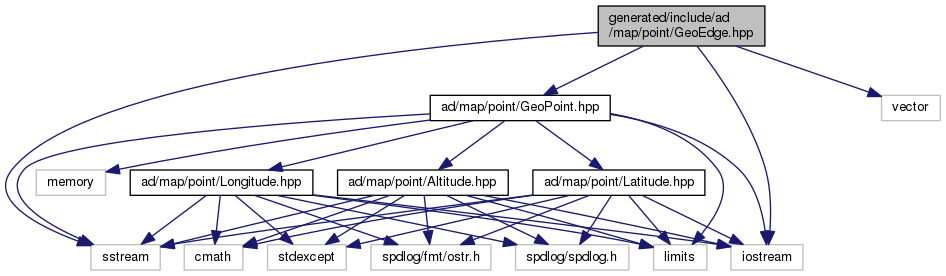 generated/include/ad
/map/point/GeoEdge.hpp
ad/map/point/GeoPoint.hpp
vector
memory
ad/map/point/Longitude.hpp
ad/map/point/Altitude.hpp
ad/map/point/Latitude.hpp
sstream
cmath
stdexcept
spdlog/fmt/ostr.h
spdlog/spdlog.h
limits
iostream